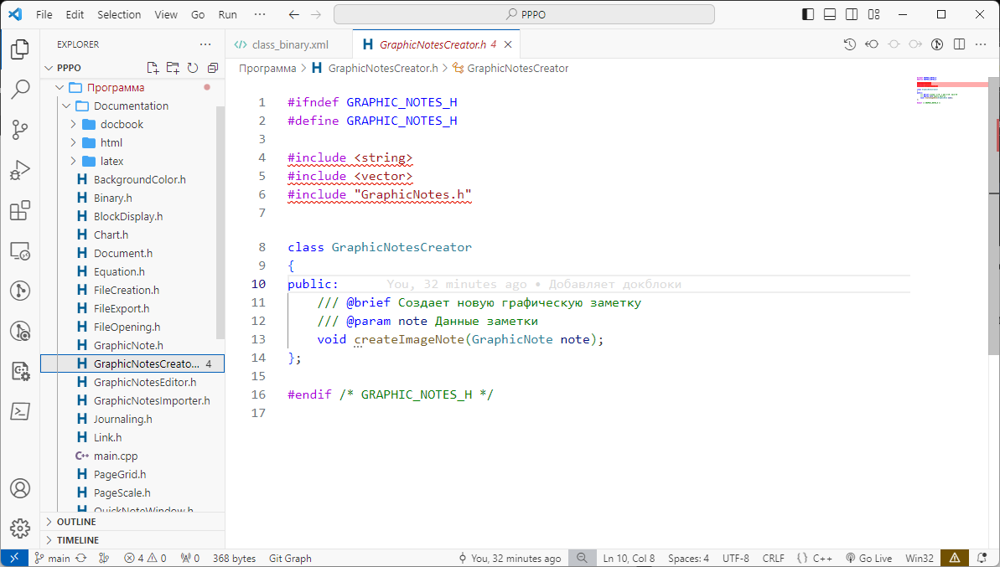 File Edit Selection View Go Run ··· PPPO
EXPLORER ···
class_binary.xml
GraphicNotesCreator.h 4
PPPO
Программа > GraphicNotesCreator.h > GraphicNotesCreator
Программа
Documentation
docbook
html
latex
BackgroundColor.h
Binary.h
BlockDisplay.h
Chart.h
Document.h
Equation.h
FileCreation.h
FileExport.h
FileOpening.h
GraphicNote.h
GraphicNotesCreato... 4
GraphicNotesEditor.h
GraphicNotesImporter.h
Journaling.h
Link.h
main.cpp
PageGrid.h
PageScale.h
QuickNoteWindow.h
OUTLINE
TIMELINE
1 #ifndef GRAPHIC_NOTES_H
2 #define GRAPHIC_NOTES_H
3
4 #include <string>
5 #include <vector>
6 #include "GraphicNotes.h"
7
8 class GraphicNotesCreator
9 {
10 public: You, 32 minutes ago • Добавляет докблоки
11 /// @brief Создает новую графическую заметку
12 /// @param note Данные заметки
13 void createImageNote(GraphicNote note);
14 };
15
16 #endif /* GRAPHIC_NOTES_H */
17
main 4 0 0 368 bytes Git Graph You, 32 minutes ago Ln 10, Col 8 Spaces: 4 UTF-8 CRLF {} C++ Go Live Win32